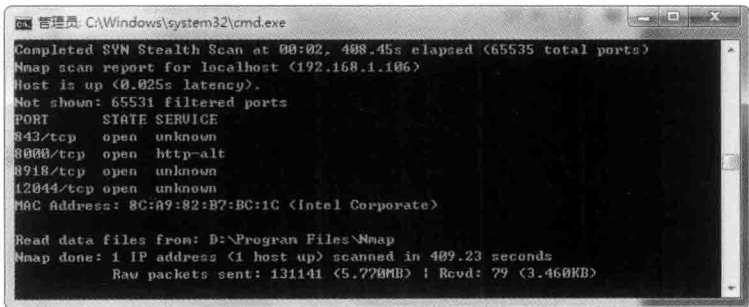 管理员: C:\Windows\system32\cmd.exe
Completed SYN Stealth Scan at 00:02, 408.45s elapsed (65535 total ports)
Nmap scan report for localhost (192.168.1.106)
Host is up (0.025s latency).
Not shown: 65531 filtered ports
PORT STATE SERVICE
843/tcp open unknown
8000/tcp open http-alt
8918/tcp open unknown
12044/tcp open unknown
MAC Address: 8C:A9:82:B7:BC:1C (Intel Corporate)
Read data files from: D:\Program Files\Nmap
Nmap done: 1 IP address (1 host up) scanned in 409.23 seconds
Raw packets sent: 131141 (5.770MB) | Rcvd: 79 (3.460KB)